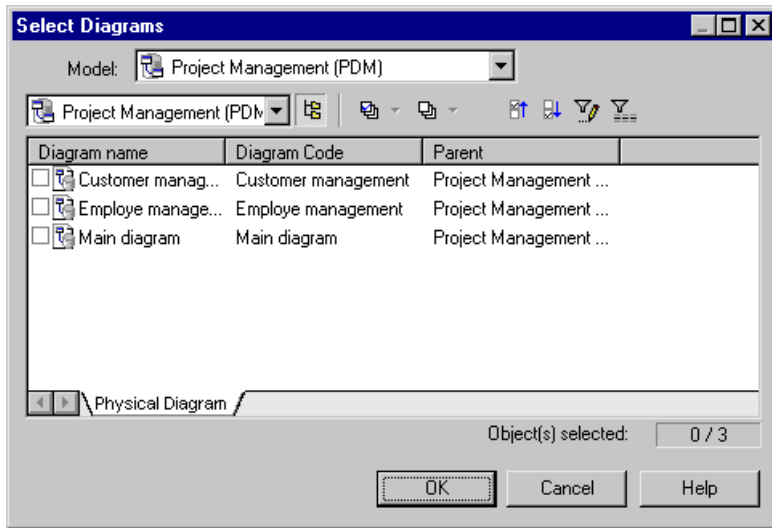 Select Diagrams
Model: Project Management (PDM)
Project Management (PDM
Diagram name Diagram Code Parent
Customer manag... Customer management Project Management ...
Employe manage... Employe management Project Management ...
Main diagram Main diagram Project Management ...
Physical Diagram
Object(s) selected: 0 / 3
OK Cancel Help